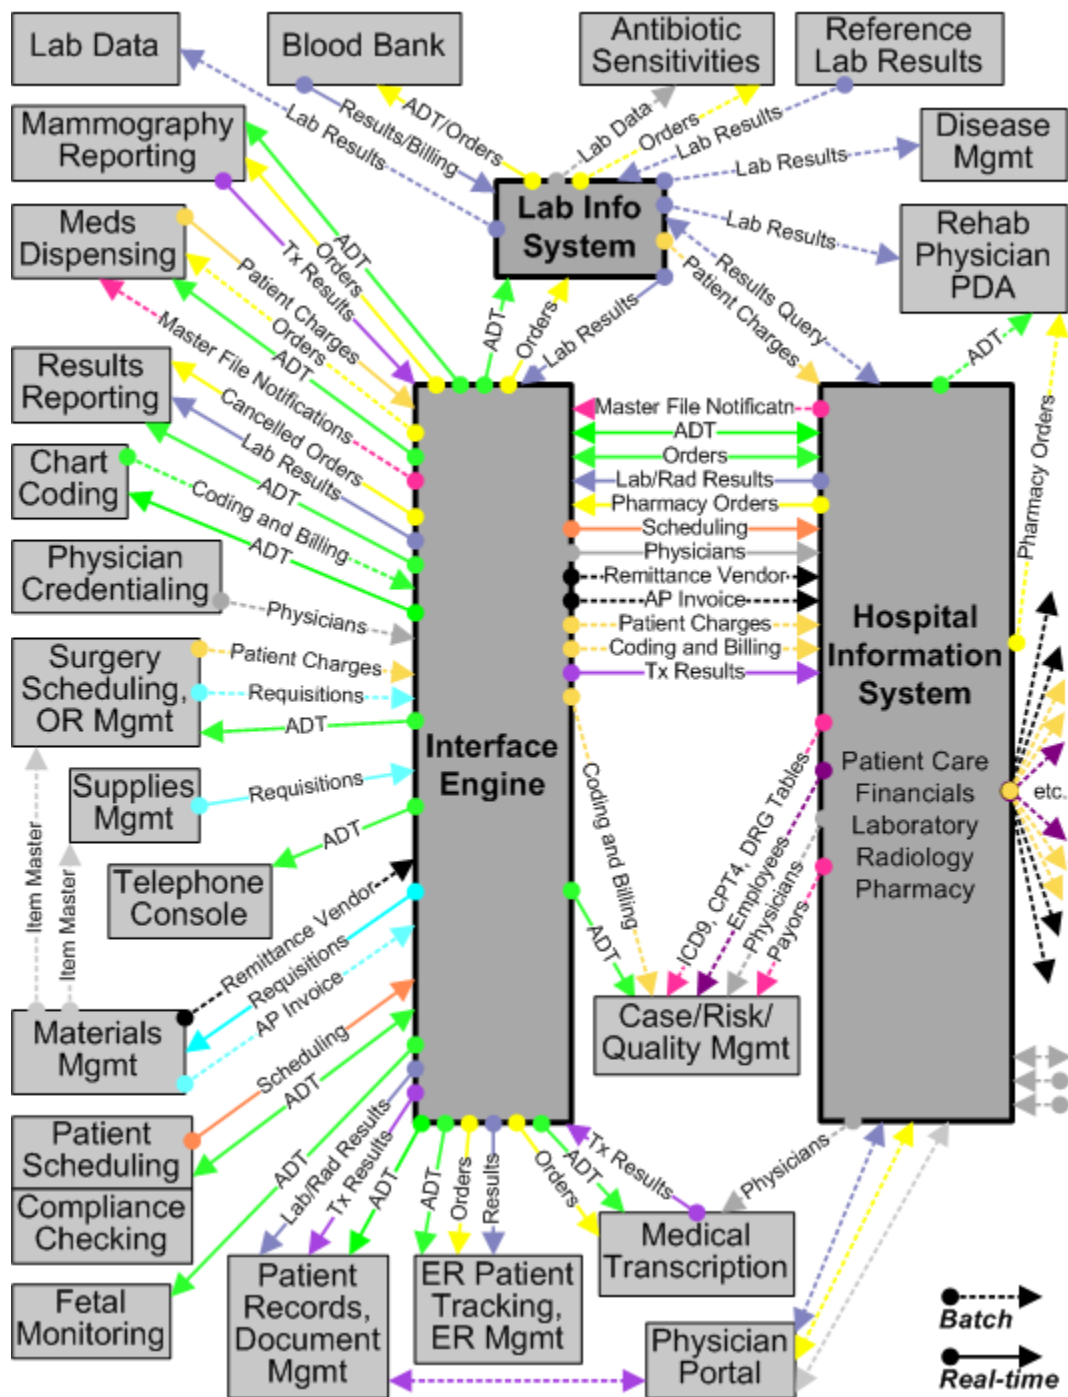 Lab Data
Blood Bank
Antibiotic
Sensitivities
Reference
Lab Results
ADT/Orders
Results/Billing
Lab Results
Lab Data
Orders
Lab Results
Lab Results
Lab Results
Disease
Mgmt
Mammography
Reporting
Lab Info
System
Rehab
Physician
PDA
Meds
Dispensing
ADT
Orders
Tx Results
Patient Charges
Orders
ADT
Master File Notifications
ADT
Orders
Lab Results
Results Query
Patient Charges
ADT
Pharmacy Orders
Results
Reporting
Cancelled Orders
Lab Results
ADT
Chart
Coding
Coding and Billing
ADT
Physician
Credentialing
Physicians
Master File Notificatn
ADT
Orders
Lab/Rad Results
Pharmacy Orders
Scheduling
Physicians
Remittance Vendor
AP Invoice
Patient Charges
Coding and Billing
Tx Results
Hospital
Information
System
Patient Care
Financials
Laboratory
Radiology
Pharmacy
etc.
Surgery
Scheduling,
OR Mgmt
Patient Charges
Requisitions
ADT
Interface
Engine
Supplies
Mgmt
Requisitions
ADT
Telephone
Console
Item Master
Item Master
Coding and Billing
ADT
ICD9, CPT4, DRG Tables
Employees
Physicians
Payors
Case/Risk/
Quality Mgmt
Remittance Vendor
Requisitions
AP Invoice
Materials
Mgmt
Scheduling
ADT
Patient
Scheduling
Compliance
Checking
ADT
Lab/Rad Results
Tx Results
ADT
ADT
Orders
Results
Orders
ADT
Tx Results
Physicians
Medical
Transcription
Fetal
Monitoring
Patient
Records,
Document
Mgmt
ER Patient
Tracking,
ER Mgmt
Physician
Portal
Batch
Real-time